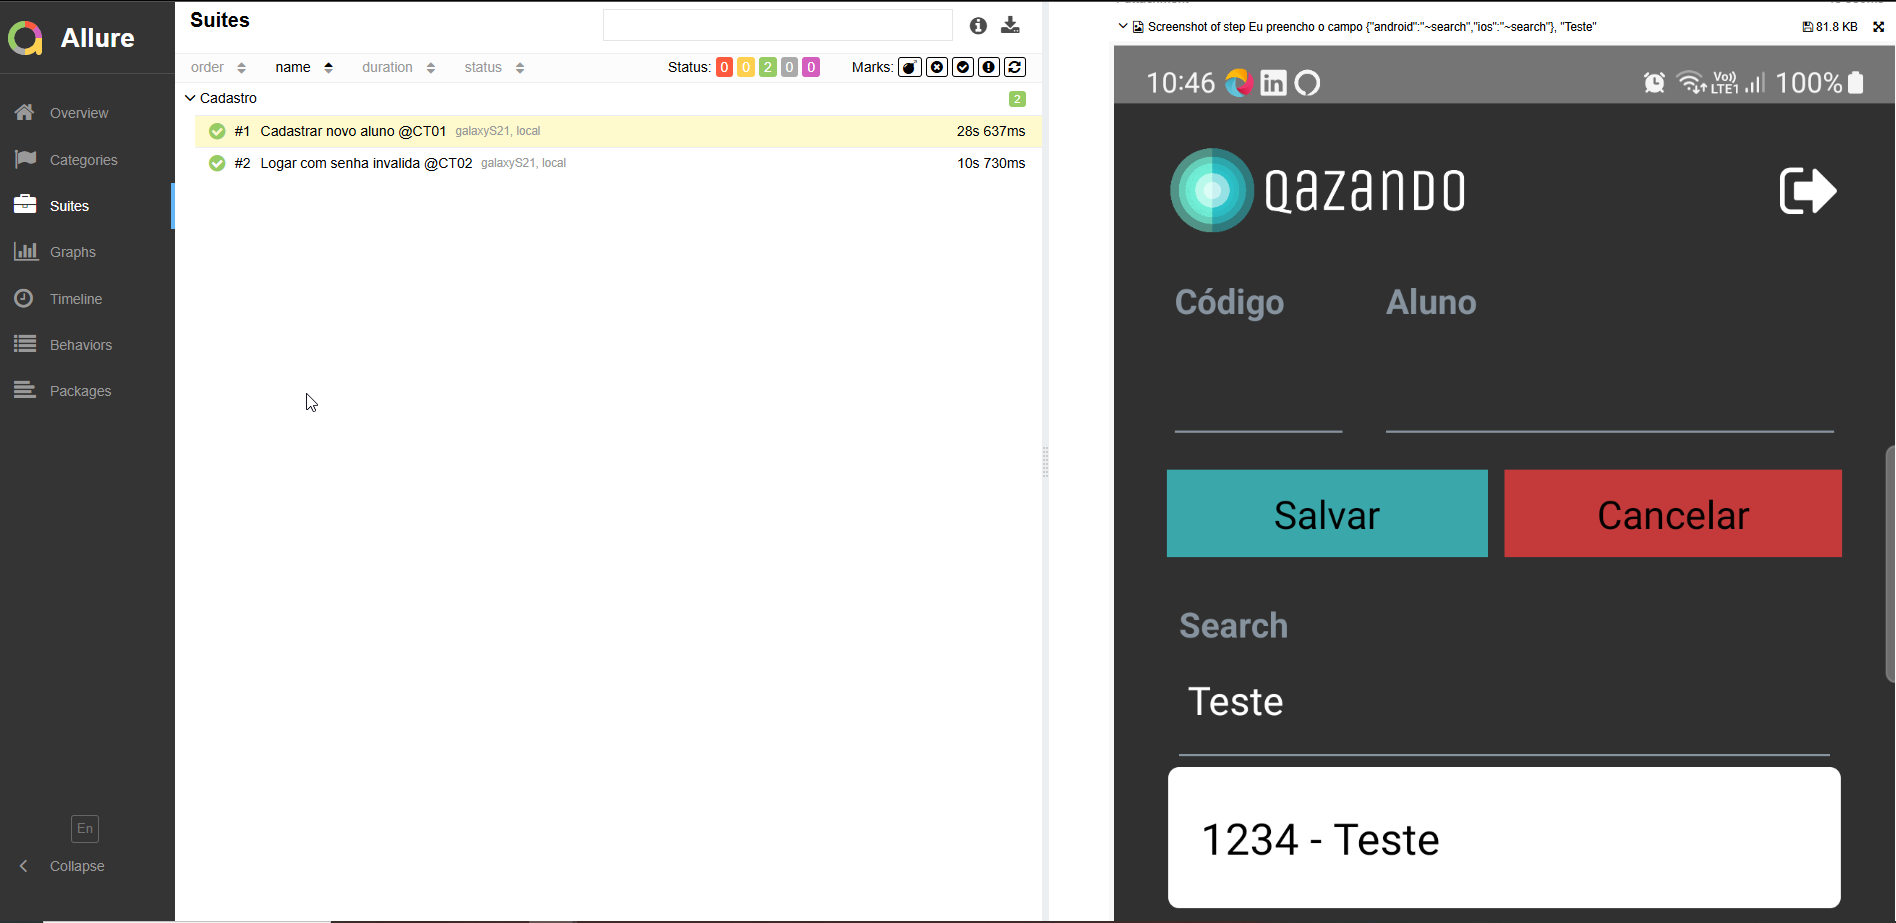 Allure
Overview
Categories
Suites
Graphs
Timeline
Behaviors
Packages
En
Collapse
Suites
order name duration status Status: 0 0 2 0 0 Marks:
Cadastro 2
#1 Cadastrar novo aluno @CT01 galaxyS21, local 28s 637ms
#2 Logar com senha invalida @CT02 galaxyS21, local 10s 730ms
Screenshot of step Eu preencho o campo {"android":"~search","ios":"~search"}, "Teste" 81.8 KB
10:46 in Vo) LTE1 100%
QAZANDO
Código Aluno
Salvar Cancelar
Search
Teste
1234 - Teste